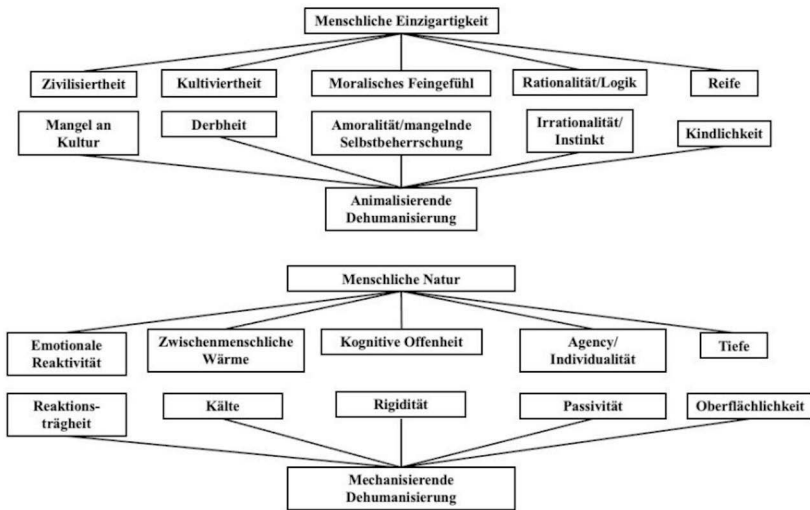 Menschliche Einzigartigkeit
Zivilisiertheit
Kultiviertheit
Moralisches Feingefühl
Rationalität/Logik
Reife
Mangel an
Kultur
Derbheit
Amoralität/mangelnde
Selbstbeherrschung
Irrationalität/
Instinkt
Kindlichkeit
Animalisierende
Dehumanisierung
Menschliche Natur
Emotionale
Reaktivität
Zwischenmenschliche
Wärme
Kognitive Offenheit
Agency/
Individualität
Tiefe
Reaktions-
trägheit
Kälte
Rigidität
Passivität
Oberflächlichkeit
Mechanisierende
Dehumanisierung